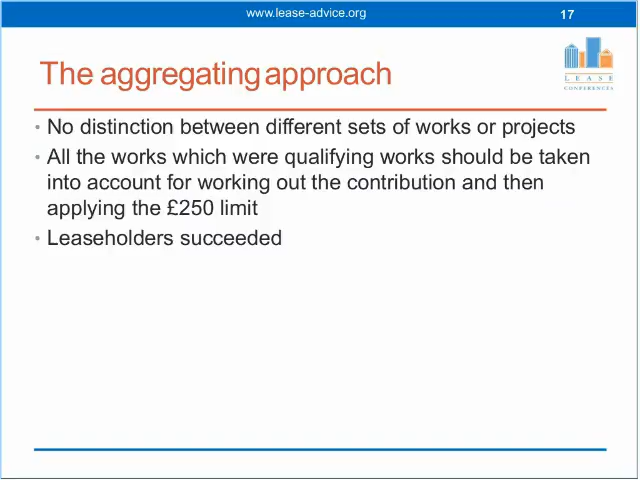 www.lease-advice.org
17
The aggregating approach
LEASE
CONFERENCES
• No distinction between different sets of works or projects
• All the works which were qualifying works should be taken
into account for working out the contribution and then
applying the £250 limit
• Leaseholders succeeded